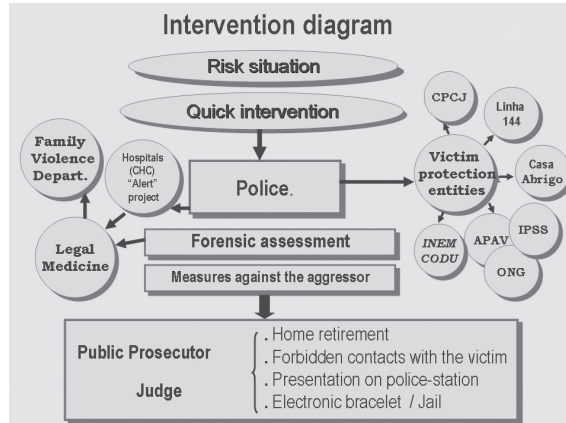 Intervention diagram
Risk situation
Quick intervention
Family
Violence
Depart.
Hospitals
(CHC)
"Alert"
project
Police.
CPCJ
Linha
144
Victim
protection
entities
Casa
Abrigo
Legal
Medicine
Forensic assessment
INEM
CODU
APAV
IPSS
ONG
Measures against the aggressor
Public Prosecutor
Judge
. Home retirement
. Forbidden contacts with the victim
. Presentation on police-station
. Electronic bracelet / Jail